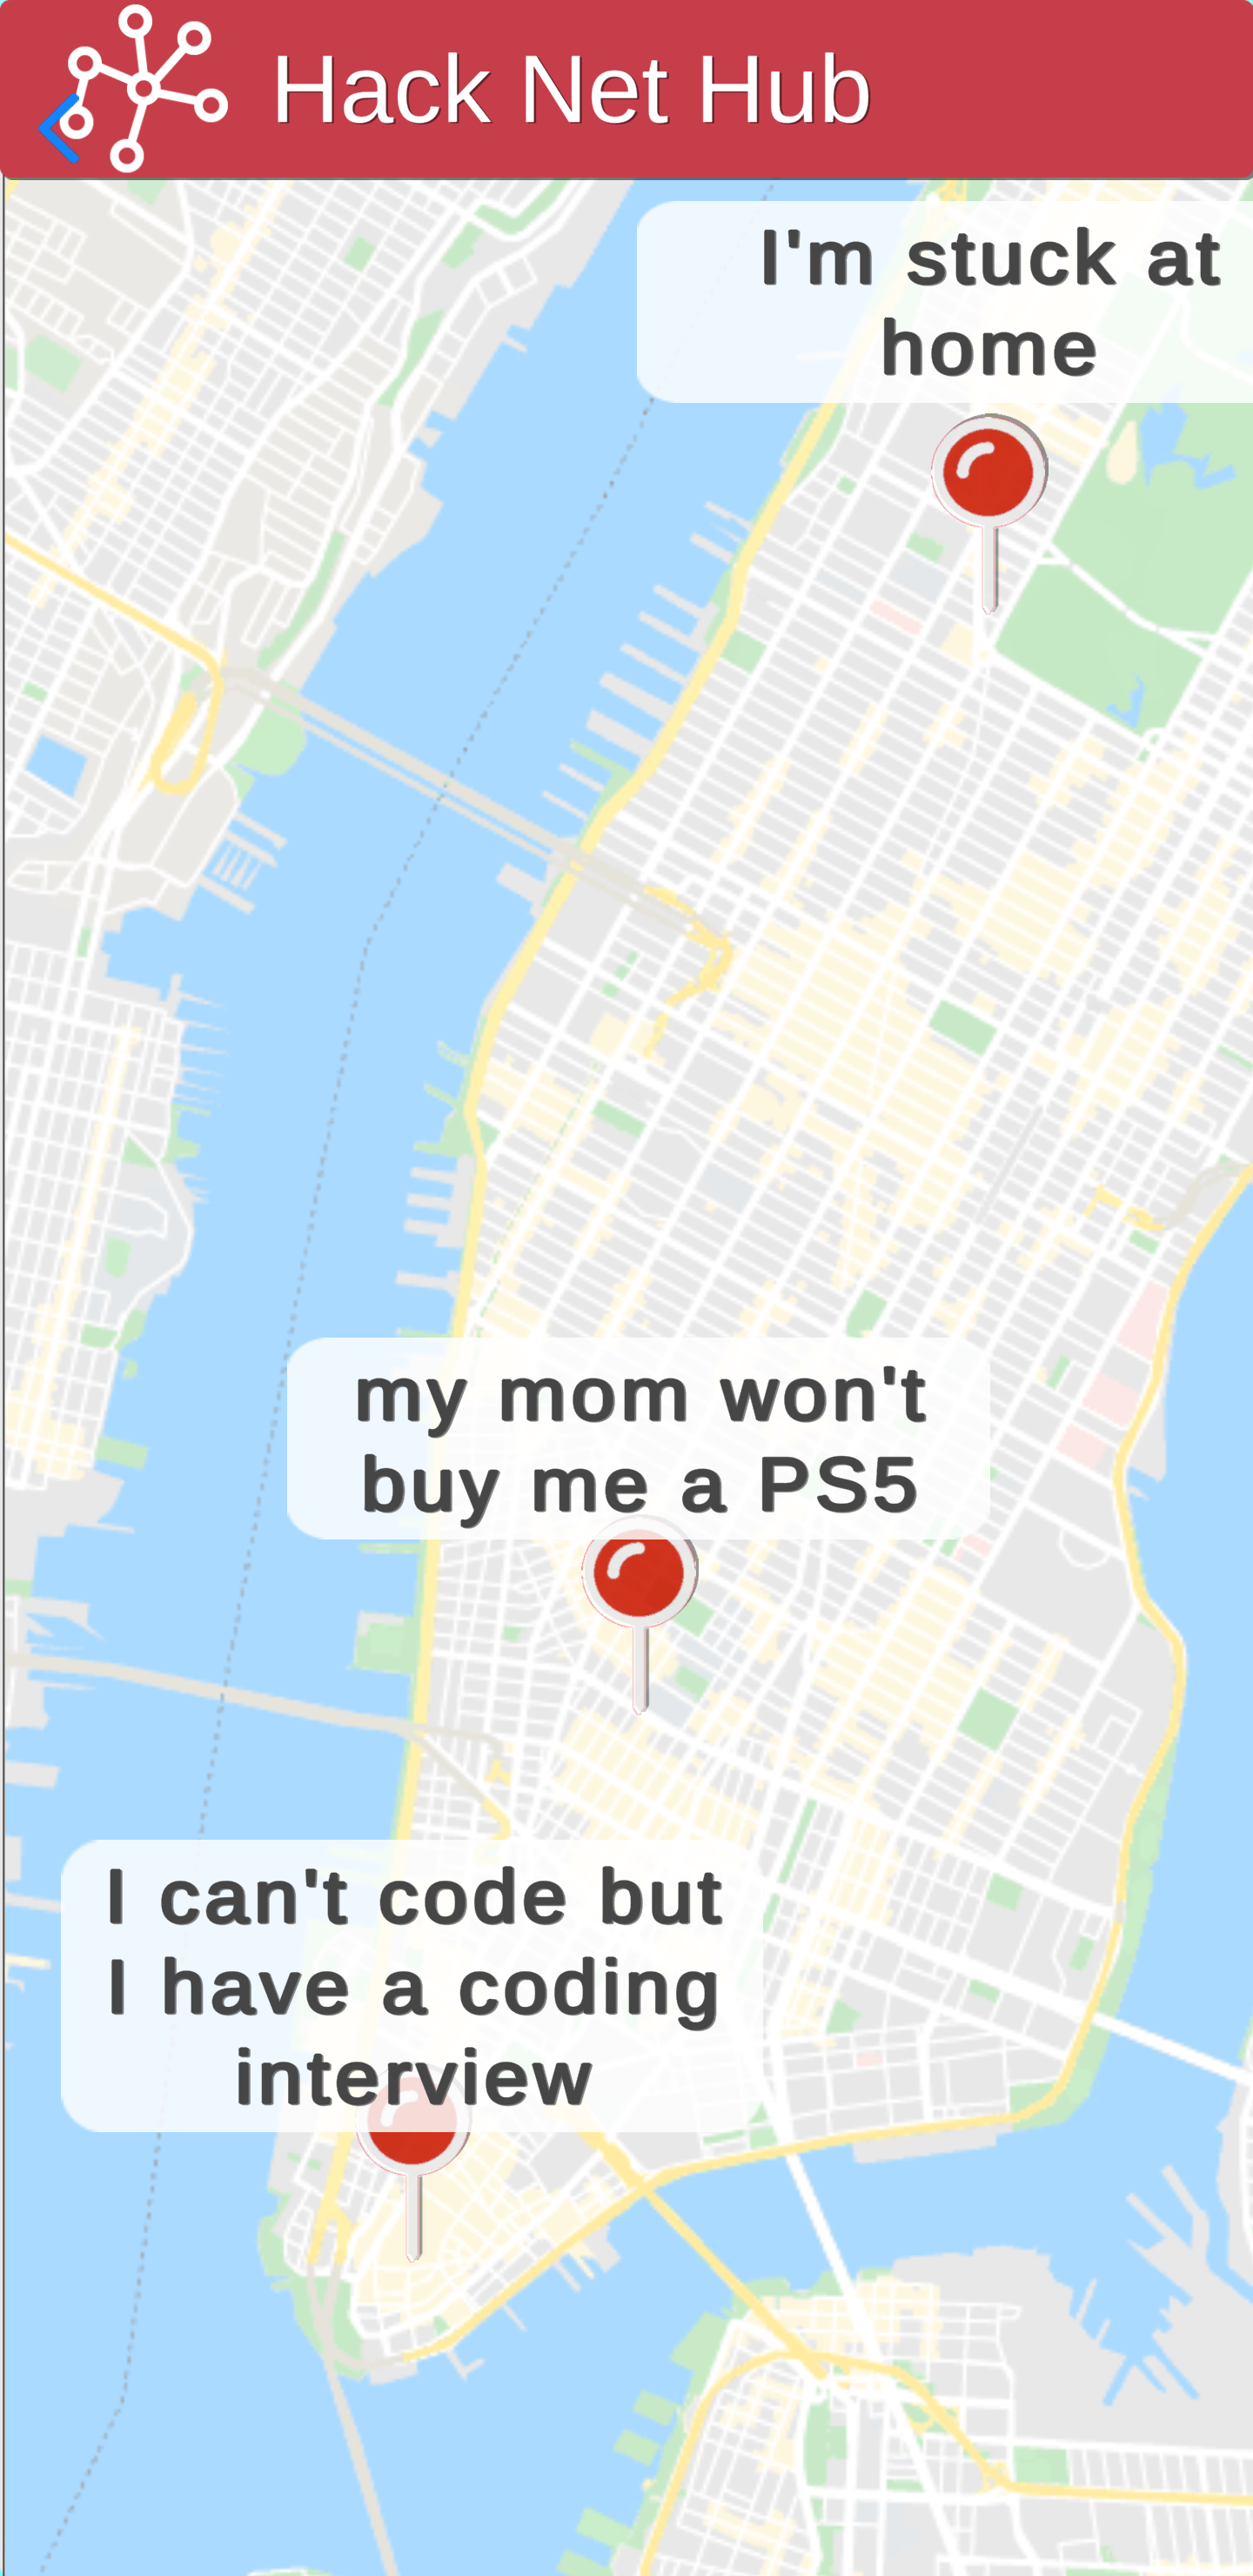 Hack Net Hub
I'm stuck at
home
my mom won't
buy me a PS5
I can't code but
I have a coding
interview